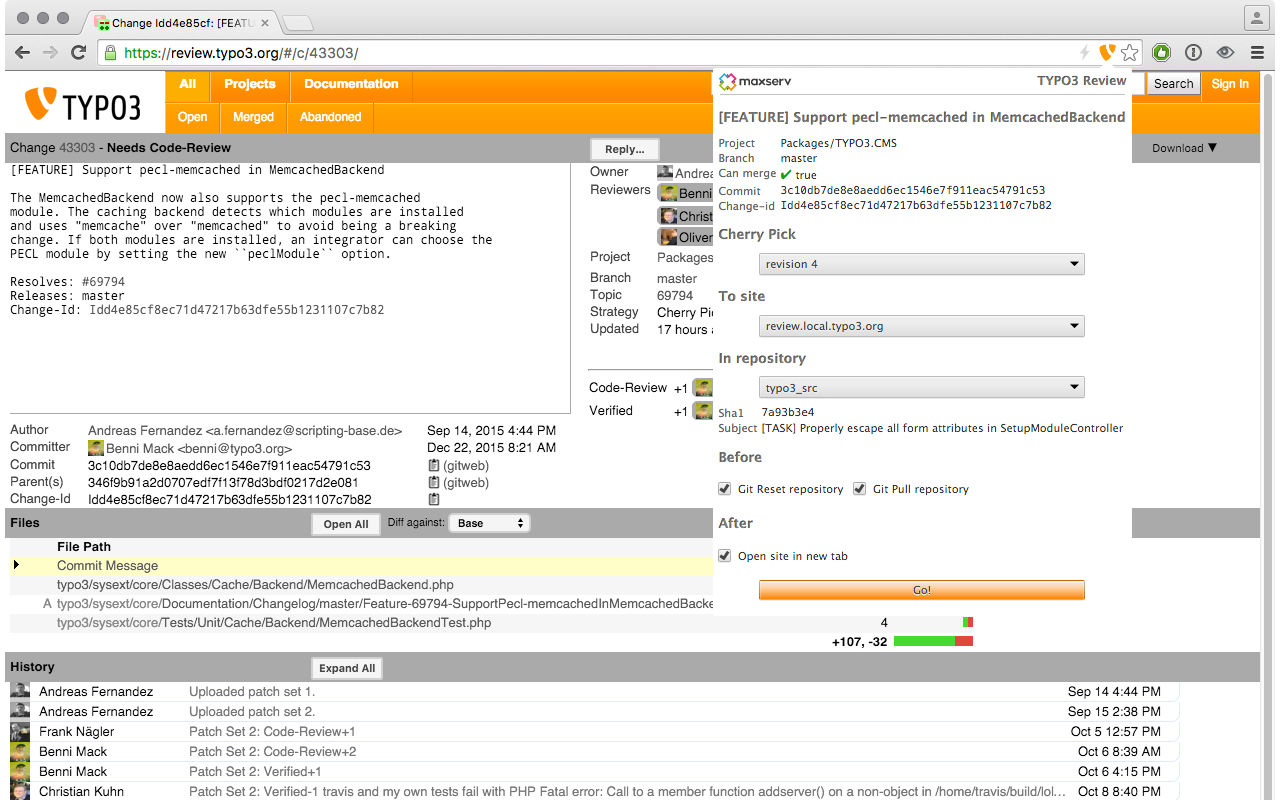 Change Idd4e85cf: [FEATU
https://review.typo3.org/#/c/43303/
TYPO3
All Projects Documentation
Open Merged Abandoned
Search Sign In
Change 43303 - Needs Code-Review
Reply...
Download ▼
[FEATURE] Support pecl-memcached in MemcachedBackend
The MemcachedBackend now also supports the pecl-memcached
module. The caching backend detects which modules are installed
and uses "memcache" over "memcached" to avoid being a breaking
change. If both modules are installed, an integrator can choose the
PECL module by setting the new ``peclModule`` option.
Resolves: #69794
Releases: master
Change-Id: Idd4e85cf8ec71d47217b63dfe55b1231107c7b82
Owner Andrea
Reviewers Benni
Christ
Oliver
Project Packages
Branch master
Topic 69794
Strategy Cherry Pic
Updated 17 hours a
Code-Review +1
Verified +1
Author Andreas Fernandez <a.fernandez@scripting-base.de> Sep 14, 2015 4:44 PM
Committer Benni Mack <benni@typo3.org> Dec 22, 2015 8:21 AM
Commit 3c10db7de8e8aedd6ec1546e7f911eac54791c53 (gitweb)
Parent(s) 346f9b91a2d0707edf7f13f78d3bdf0217d2e081 (gitweb)
Change-Id Idd4e85cf8ec71d47217b63dfe55b1231107c7b82
maxserv TYPO3 Review
[FEATURE] Support pecl-memcached in MemcachedBackend
Project Packages/TYPO3.CMS
Branch master
Can merge ✔ true
Commit 3c10db7de8e8aedd6ec1546e7f911eac54791c53
Change-id Idd4e85cf8ec71d47217b63dfe55b1231107c7b82
Cherry Pick
revision 4
To site
review.local.typo3.org
In repository
typo3_src
Sha1 7a93b3e4
Subject [TASK] Properly escape all form attributes in SetupModuleController
Before
Git Reset repository Git Pull repository
After
Open site in new tab
Go!
Files Open All Diff against: Base
File Path
Commit Message
typo3/sysext/core/Classes/Cache/Backend/MemcachedBackend.php
A typo3/sysext/core/Documentation/Changelog/master/Feature-69794-SupportPecl-memcachedInMemcachedBacke
typo3/sysext/core/Tests/Unit/Cache/Backend/MemcachedBackendTest.php 4
+107, -32
History Expand All
Andreas Fernandez Uploaded patch set 1. Sep 14 4:44 PM
Andreas Fernandez Uploaded patch set 2. Sep 15 2:38 PM
Frank Nägler Patch Set 2: Code-Review+1 Oct 5 12:57 PM
Benni Mack Patch Set 2: Code-Review+2 Oct 6 8:39 AM
Benni Mack Patch Set 2: Verified+1 Oct 6 4:15 PM
Christian Kuhn Patch Set 2: Verified-1 travis and my own tests fail with PHP Fatal error: Call to a member function addserver() on a non-object in /home/travis/build/lol... Oct 8 8:40 PM